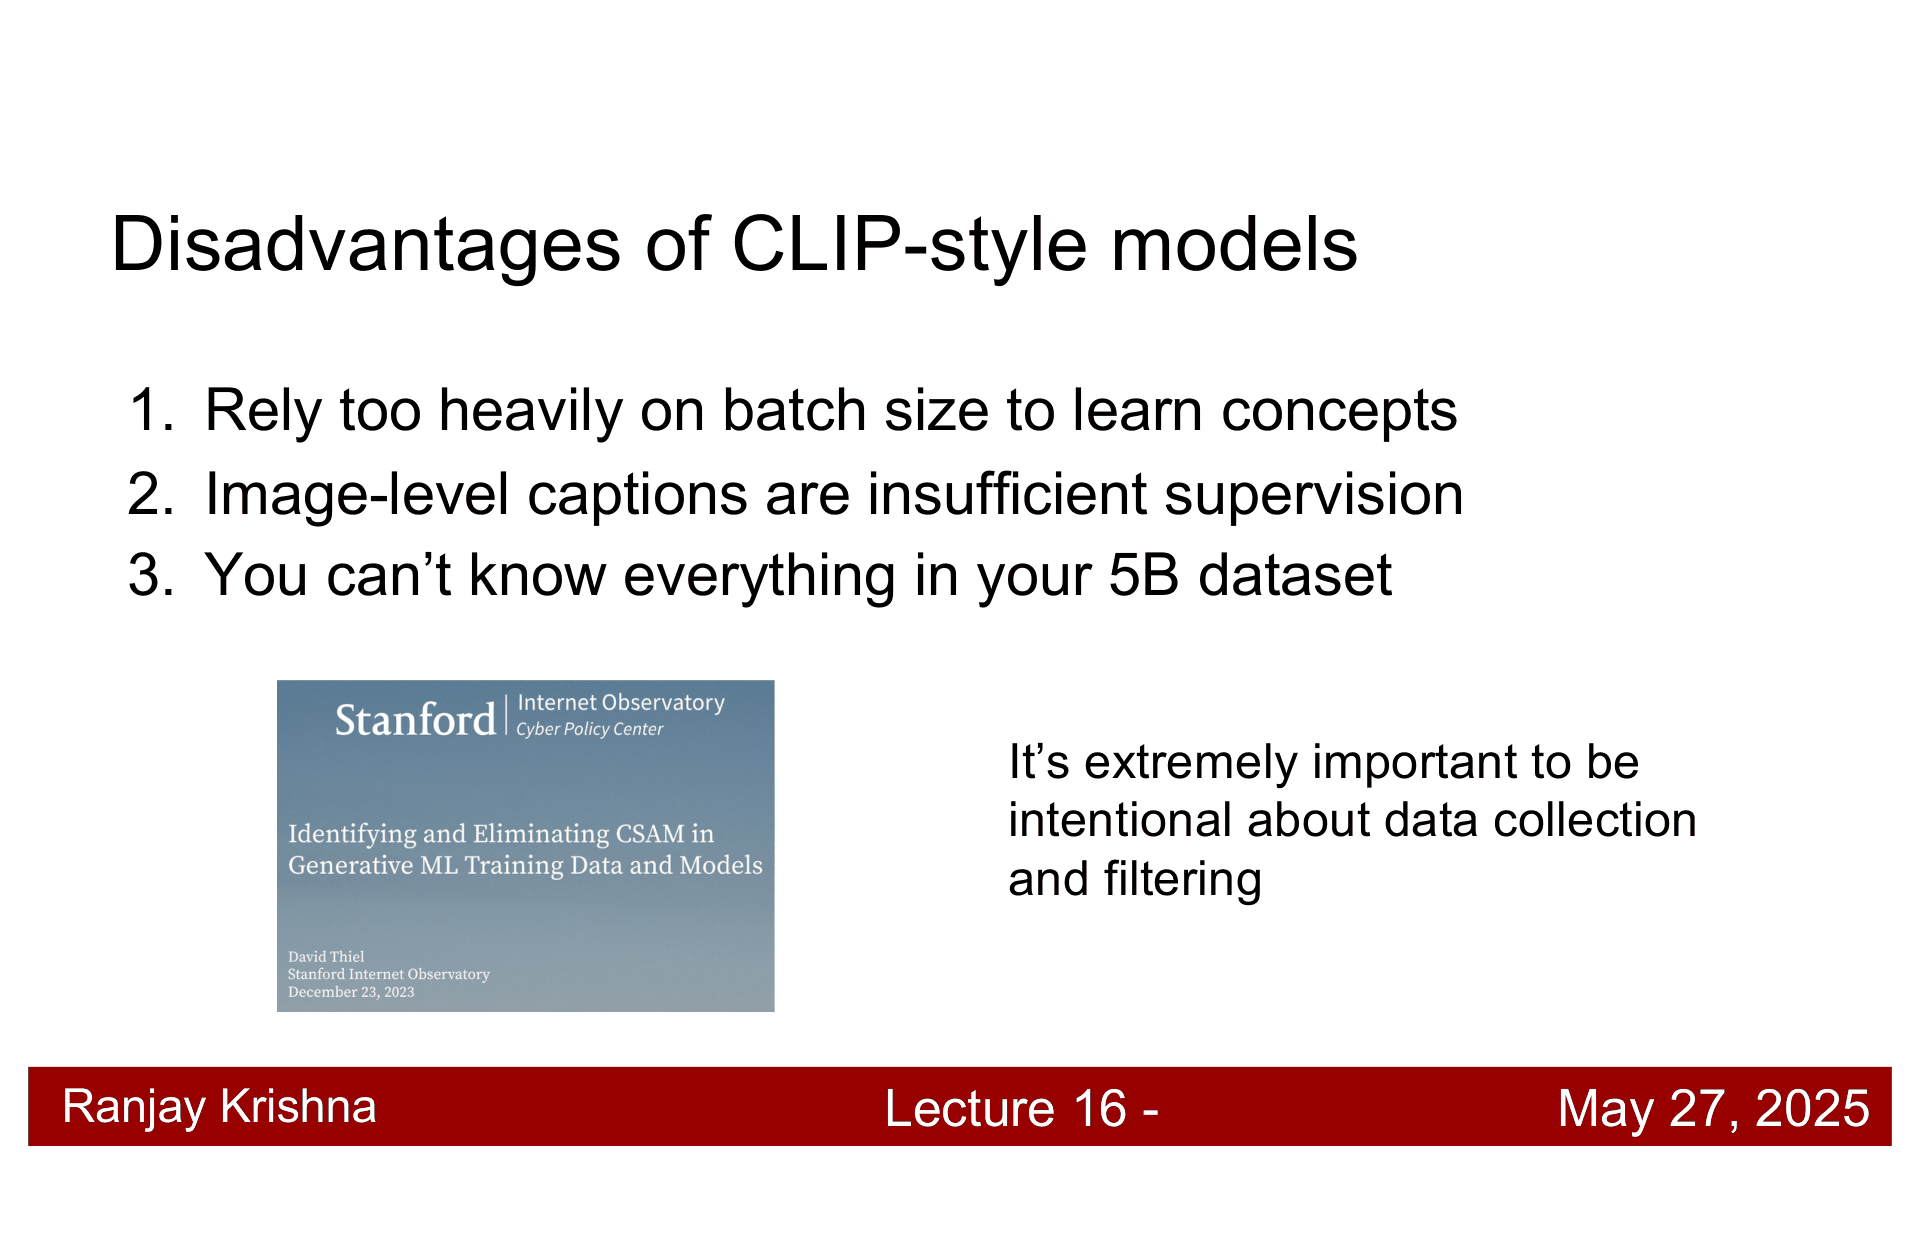 Disadvantages of CLIP-style models
1. Rely too heavily on batch size to learn concepts
2. Image-level captions are insufficient supervision
3. You can’t know everything in your 5B dataset
Stanford | Internet Observatory
Cyber Policy Center
Identifying and Eliminating CSAM in
Generative ML Training Data and Models
David Thiel
Stanford Internet Observatory
December 23, 2023
It’s extremely important to be
intentional about data collection
and filtering
Ranjay Krishna
Lecture 16 -
May 27, 2025